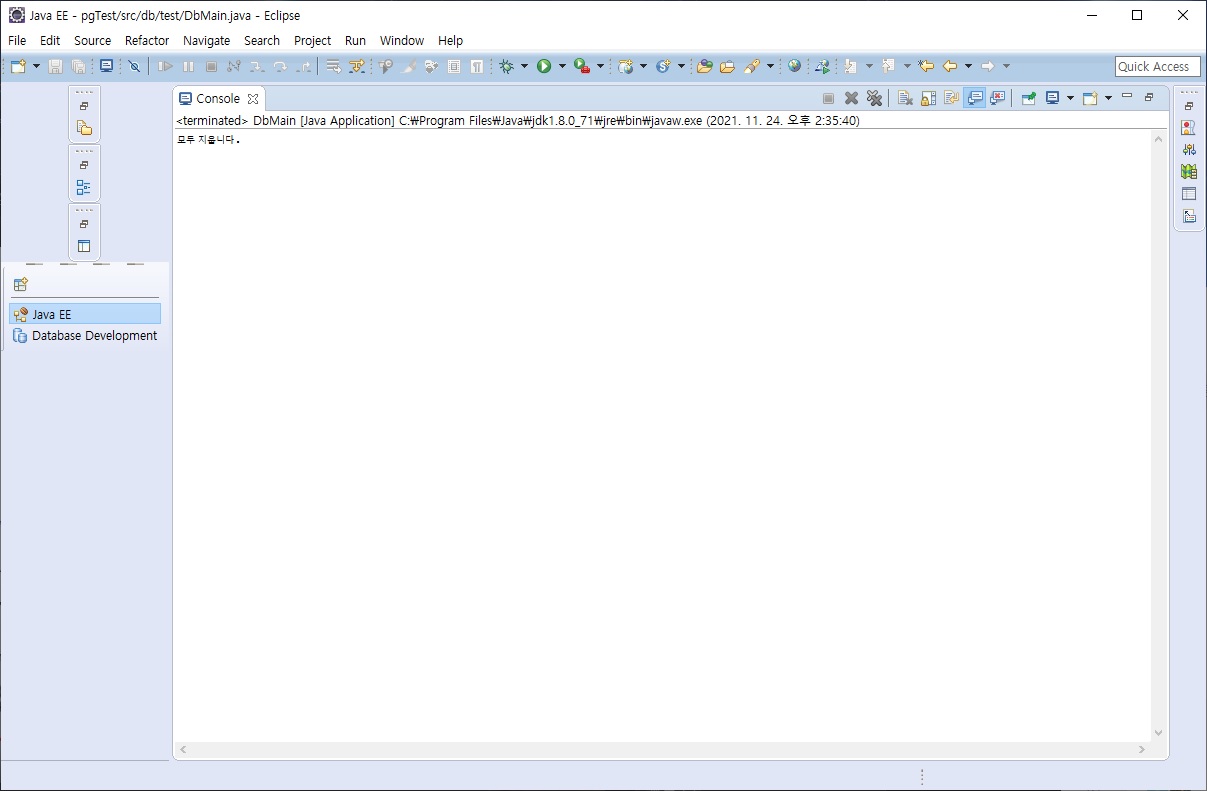 Java EE - pgTest/src/db/test/DbMain.java - Eclipse
File Edit Source Refactor Navigate Search Project Run Window Help
Quick Access
Console
<terminated> DbMain [Java Application] C:₩Program Files₩Java₩jdk1.8.0_71₩jre₩bin₩javaw.exe (2021. 11. 24. 오후 2:35:40)
모두 지웁니다.
Java EE
Database Development